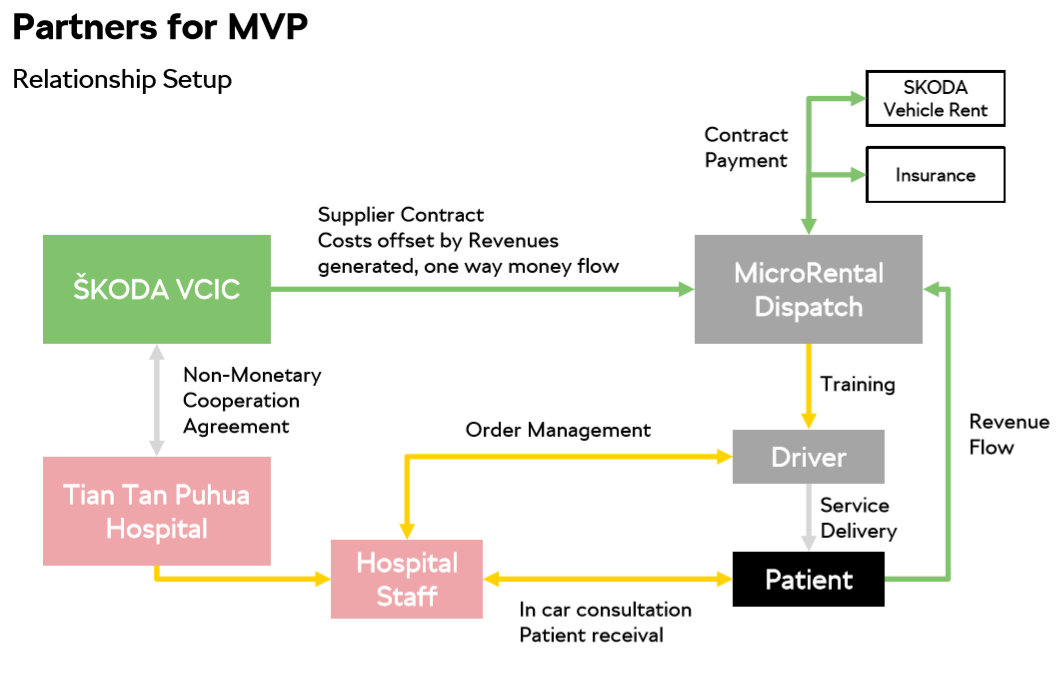 Partners for MVP
Relationship Setup
SKODA
Vehicle Rent
Contract
Payment
Insurance
Supplier Contract
Costs offset by Revenues
generated, one way money flow
ŠKODA VCIC
MicroRental
Dispatch
Non-Monetary
Cooperation
Agreement
Training
Order Management
Revenue
Flow
Driver
Tian Tan Puhua
Hospital
Service
Delivery
Hospital
Staff
Patient
In car consultation
Patient receival